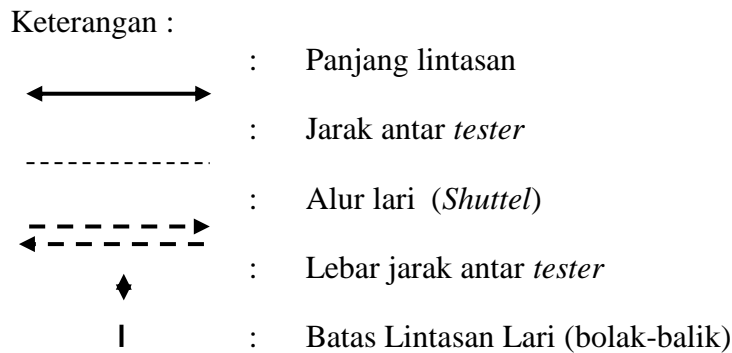 Keterangan :
: Panjang lintasan
: Jarak antar tester
: Alur lari (Shuttel)
: Lebar jarak antar tester
: Batas Lintasan Lari (bolak-balik)